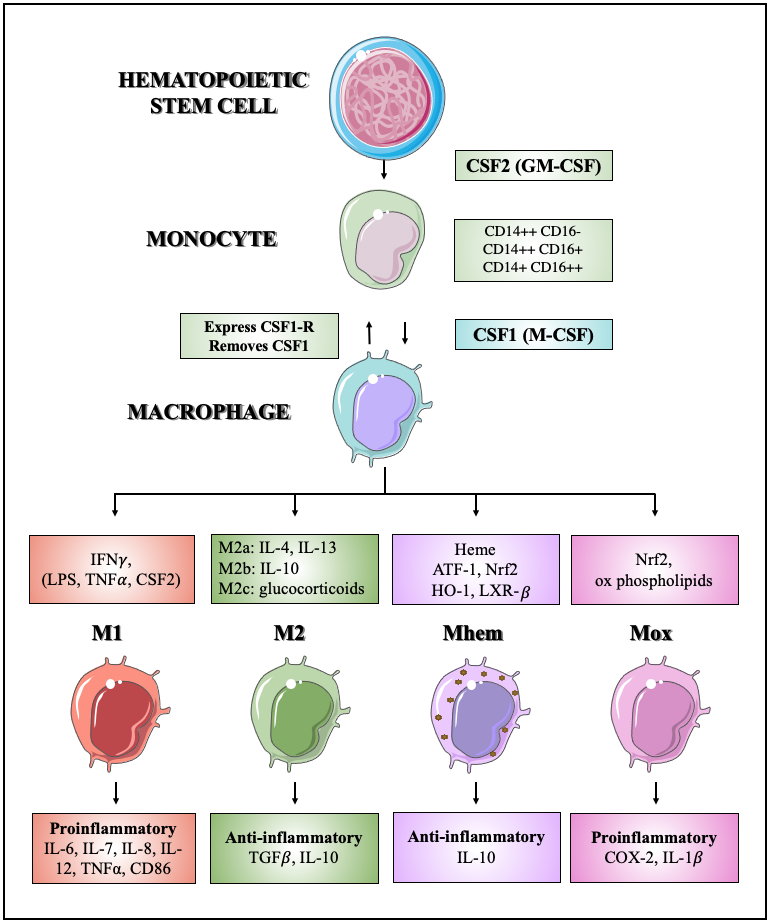 HEMATOPOIETIC
STEM CELL
CSF2 (GM-CSF)
MONOCYTE
CD14++ CD16-
CD14++ CD16+
CD14+ CD16++
Express CSF1-R
Removes CSF1
CSF1 (M-CSF)
MACROPHAGE
IFNγ,
(LPS, TNFα, CSF2)
M2a: IL-4, IL-13
M2b: IL-10
M2c: glucocorticoids
Heme
ATF-1, Nrf2
HO-1, LXR-β
Nrf2,
ox phospholipids
M1
M2
Mhem
Mox
Proinflammatory
IL-6, IL-7, IL-8, IL-
12, TNFα, CD86
Anti-inflammatory
TGFβ, IL-10
Anti-inflammatory
IL-10
Proinflammatory
COX-2, IL-1β